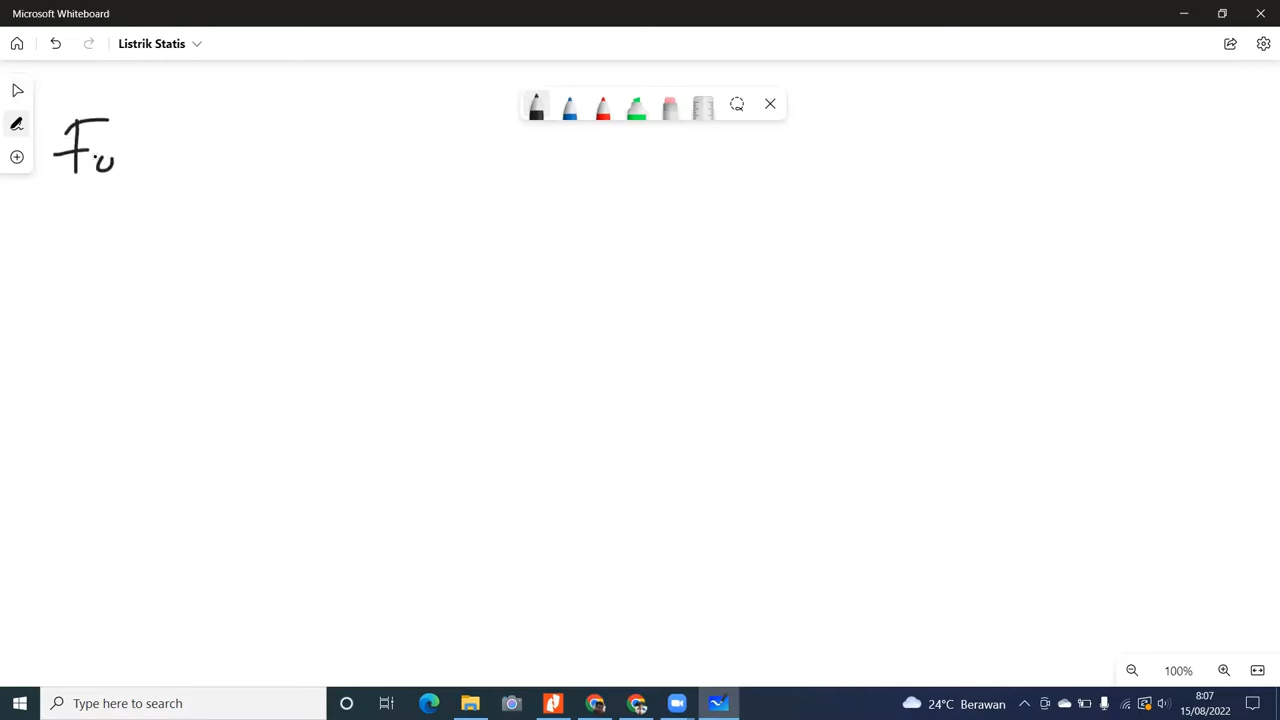 Microsoft Whiteboard
Listrik Statis
Fu
100%
Type here to search
24°C Berawan
8:07
15/08/2022